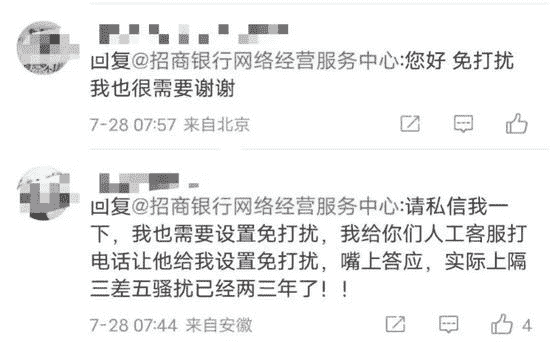 回复@招商银行网络经营服务中心:您好 免打扰
我也很需要谢谢
7-28 07:57 来自北京
回复@招商银行网络经营服务中心:请私信我一
下，我也需要设置免打扰，我给你们人工客服打
电话让他给我设置免打扰，嘴上答应，实际上隔
三差五骚扰已经两三年了！！
7-28 07:44 来自安徽 4